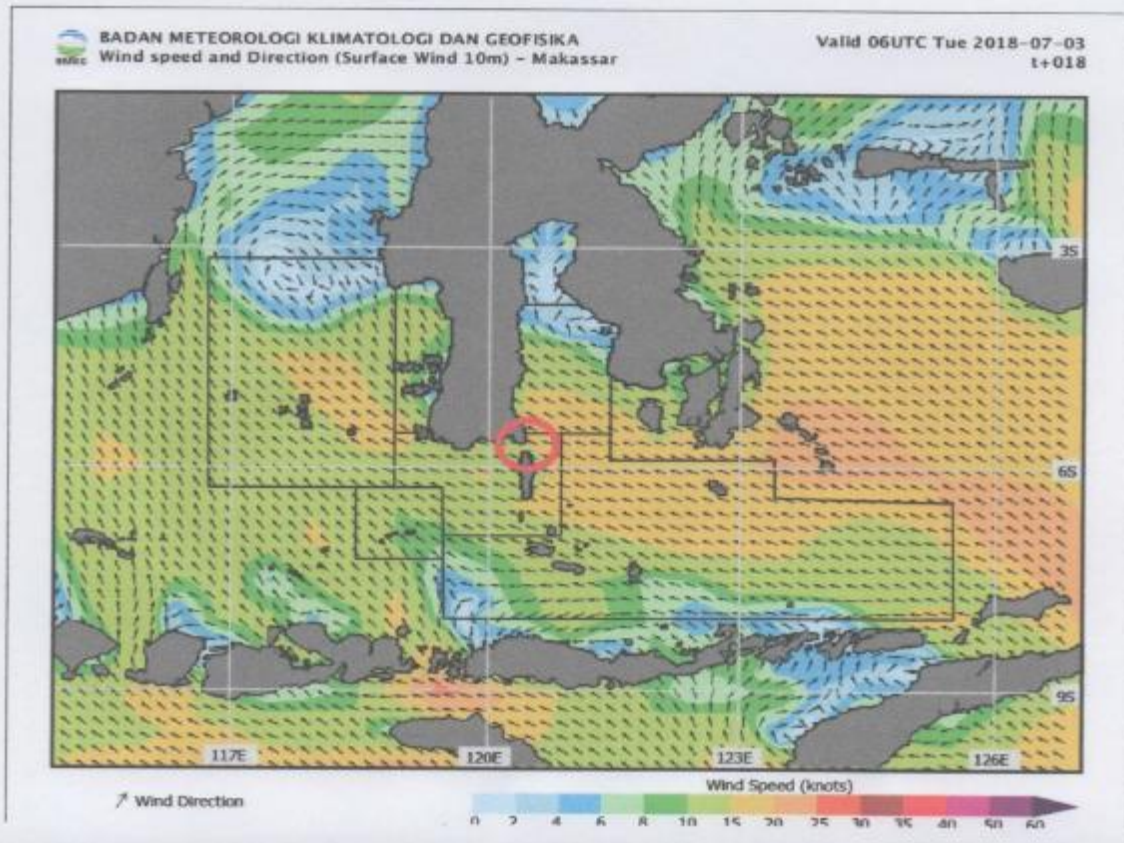 BADAN METEOROLOGI KLIMATOLOGI DAN GEOFISIKA
Wind speed and Direction (Surface Wind 10m) - Makassar
Valid 06UTC Tue 2018-07-03
t+018
3S
6S
9S
117E 120E 123E 126E
Wind Direction
Wind Speed (knots)
0 2 4 6 8 10 15 20 25 30 35 40 50 60